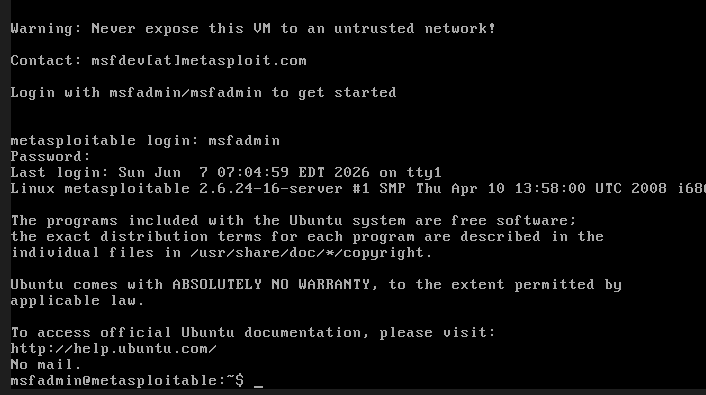 Warning: Never expose this VM to an untrusted network!
Contact: msfdev[at]metasploit.com
Login with msfadmin/msfadmin to get started
metasploitable login: msfadmin
Password:
Last login: Sun Jun  7 07:04:59 EDT 2026 on tty1
Linux metasploitable 2.6.24-16-server #1 SMP Thu Apr 10 13:58:00 UTC 2008 i68
The programs included with the Ubuntu system are free software;
the exact distribution terms for each program are described in the
individual files in /usr/share/doc/*/copyright.
Ubuntu comes with ABSOLUTELY NO WARRANTY, to the extent permitted by
applicable law.
To access official Ubuntu documentation, please visit:
http://help.ubuntu.com/
No mail.
msfadmin@metasploitable:~$ _